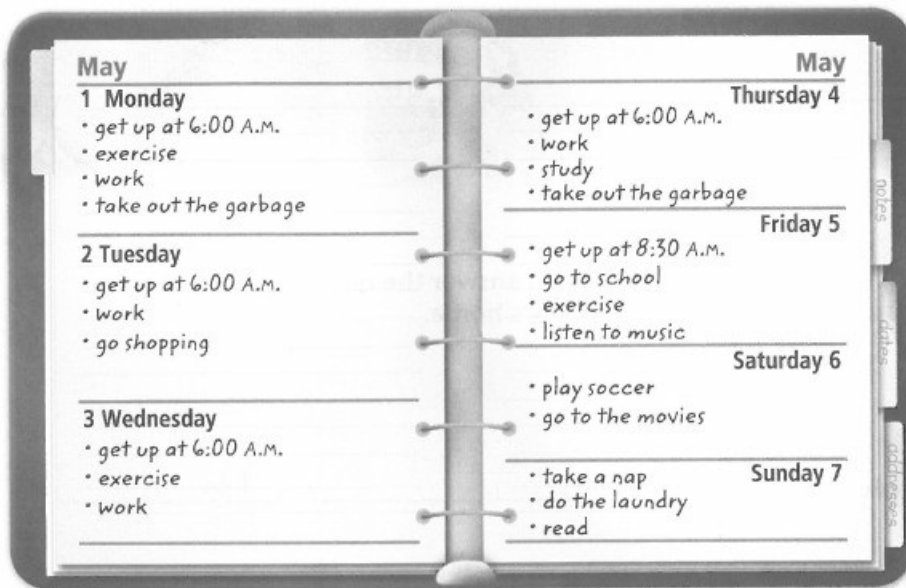 May
1 Monday
• get up at 6:00 A.M.
• exercise
• work
• take out the garbage
2 Tuesday
• get up at 6:00 A.M.
• work
• go shopping
3 Wednesday
• get up at 6:00 A.M.
• exercise
• work
May
Thursday 4
• get up at 6:00 A.M.
• work
• study
• take out the garbage
Friday 5
• get up at 8:30 A.M.
• go to school
• exercise
• listen to music
Saturday 6
• play soccer
• go to the movies
Sunday 7
• take a nap
• do the laundry
• read
notes
dates
addresses